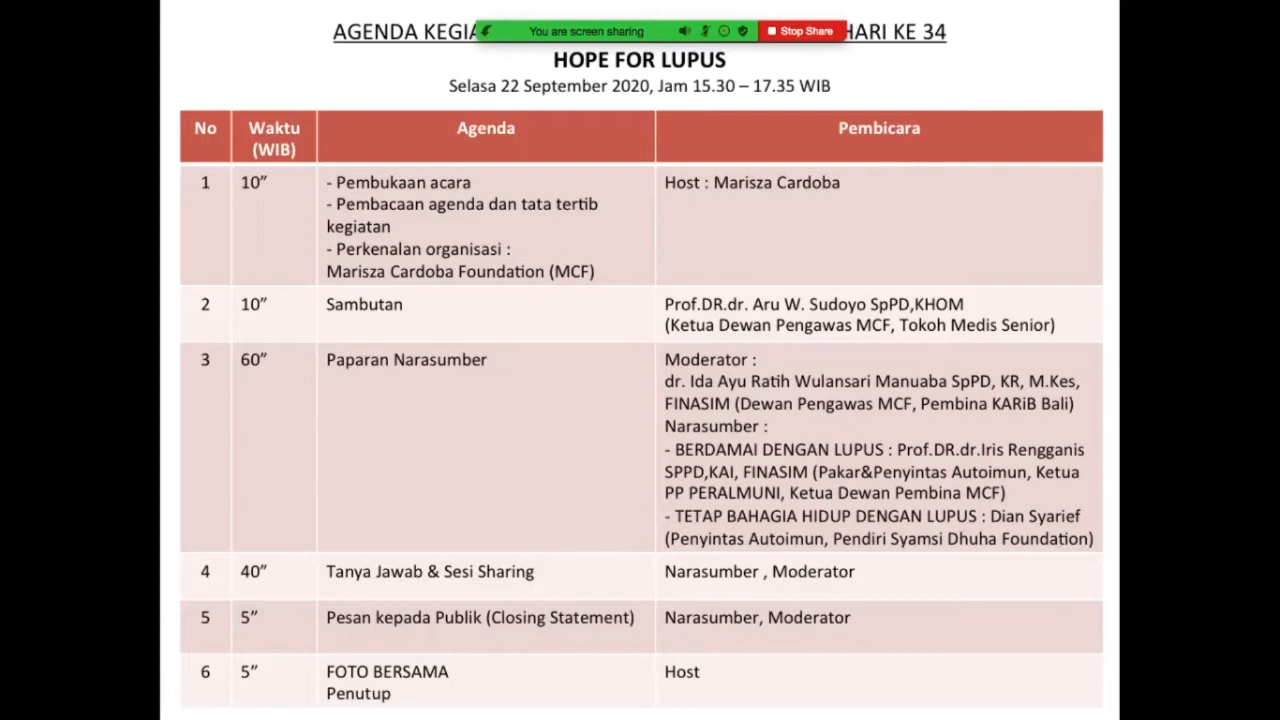 AGENDA KEGIA
HARI KE 34
You are screen sharing
Stop Share
HOPE FOR LUPUS
Selasa 22 September 2020, Jam 15.30 – 17.35 WIB
No
Waktu
(WIB)
Agenda
Pembicara
1
10”
- Pembukaan acara
- Pembacaan agenda dan tata tertib
kegiatan
- Perkenalan organisasi :
Marisza Cardoba Foundation (MCF)
Host : Marisza Cardoba
2
10”
Sambutan
Prof.DR.dr. Aru W. Sudoyo SpPD,KHOM
(Ketua Dewan Pengawas MCF, Tokoh Medis Senior)
3
60”
Paparan Narasumber
Moderator :
dr. Ida Ayu Ratih Wulansari Manuaba SpPD, KR, M.Kes,
FINASIM (Dewan Pengawas MCF, Pembina KARiB Bali)
Narasumber :
- BERDAMAI DENGAN LUPUS : Prof.DR.dr.Iris Rengganis
SPPD,KAI, FINASIM (Pakar&Penyintas Autoimun, Ketua
PP PERALMUNI, Ketua Dewan Pembina MCF)
- TETAP BAHAGIA HIDUP DENGAN LUPUS : Dian Syarief
(Penyintas Autoimun, Pendiri Syamsi Dhuha Foundation)
4
40”
Tanya Jawab & Sesi Sharing
Narasumber , Moderator
5
5”
Pesan kepada Publik (Closing Statement)
Narasumber, Moderator
6
5”
FOTO BERSAMA
Penutup
Host